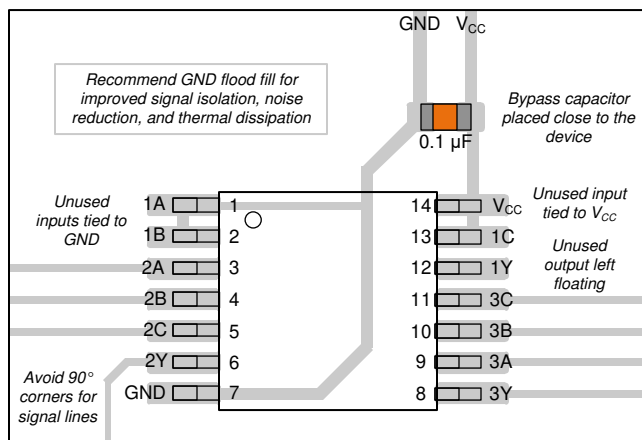 GND V_CC
Recommend GND flood fill for
improved signal isolation, noise
reduction, and thermal dissipation
Bypass capacitor
placed close to the
device
0.1 µF
Unused
inputs tied to
GND
1A 1 14 V_CC
Unused input
tied to V_CC
1B 2 13 1C
2A 3 12 1Y
Unused
output left
floating
2B 4 11 3C
2C 5 10 3B
2Y 6 9 3A
GND 7 8 3Y
Avoid 90°
corners for
signal lines